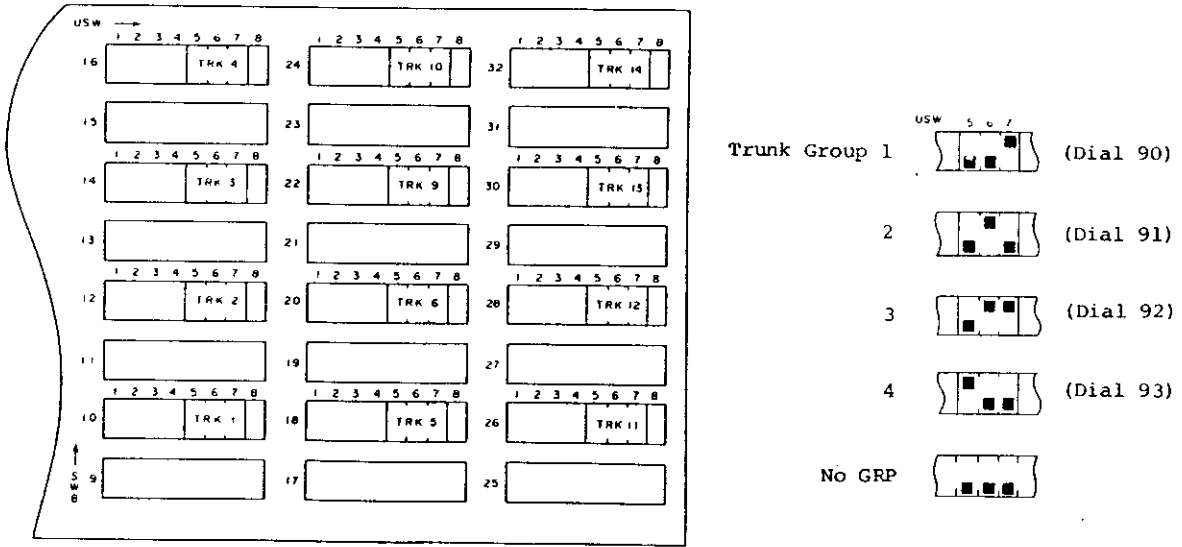 USW
1 2 3 4 5 6 7 8
1 2 3 4 5 6 7 8
1 2 3 4 5 6 7 8
16 TRK 4
24 TRK 10
32 TRK 14
15
23
31
1 2 3 4 5 6 7 8
1 2 3 4 5 6 7 8
1 2 3 4 5 6 7 8
14 TRK 3
22 TRK 9
30 TRK 13
13
21
29
1 2 3 4 5 6 7 8
1 2 3 4 5 6 7 8
1 2 3 4 5 6 7 8
12 TRK 2
20 TRK 6
28 TRK 12
11
19
27
1 2 3 4 5 6 7 8
1 2 3 4 5 6 7 8
1 2 3 4 5 6 7 8
10 TRK 1
18 TRK 5
26 TRK 11
SWB
9
17
25
USW 5 6 7
Trunk Group 1 (Dial 90)
2 (Dial 91)
3 (Dial 92)
4 (Dial 93)
No GRP